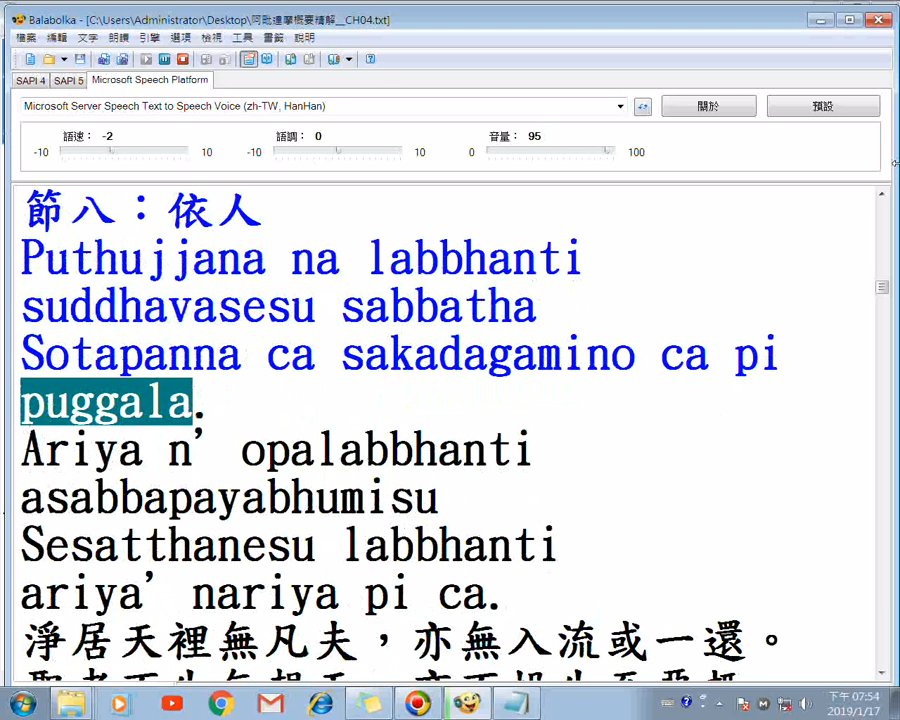 Balabolka - [C:\Users\Administrator\Desktop\阿毗達摩概要精解__CH04.txt]
檔案 編輯 文字 朗讀 引擎 選項 檢視 工具 書籤 說明
SAPI 4 SAPI 5 Microsoft Speech Platform
Microsoft Server Speech Text to Speech Voice (zh-TW, HanHan) 關於 預設
語速： -2 語調： 0 音量： 95
-10 10 -10 10 0 100
節八：依人
Puthujjana na labbhanti
suddhavasesu sabbatha
Sotapanna ca sakadagamino ca pi
puggala.
Ariya n’ opalabbhanti
asabbapayabhumisu
Sesatthanesu labbhanti
ariya’ nariya pi ca.
淨居天裡無凡夫，亦無入流或一還。
下午 07:54
2019/1/17